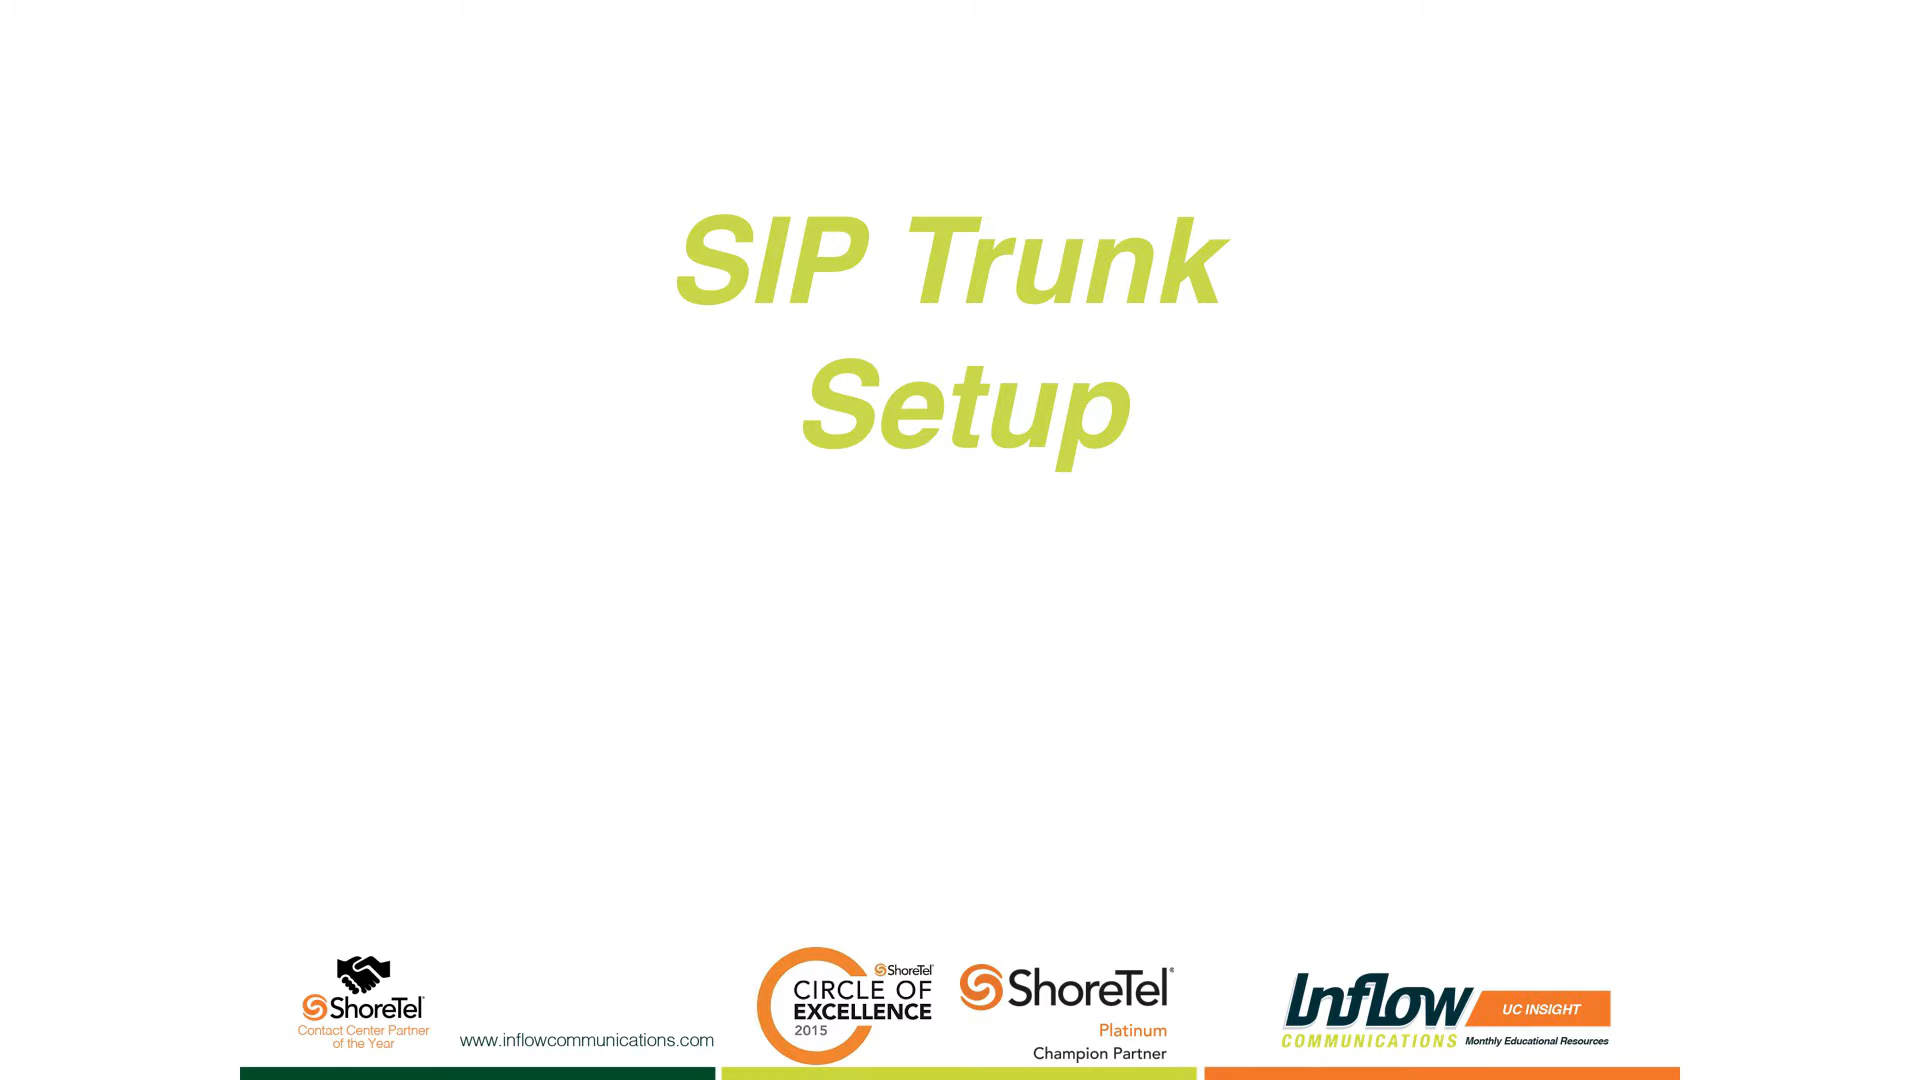 SIP Trunk
Setup
ShoreTel
Contact Center Partner
of the Year
www.inflowcommunications.com
ShoreTel
CIRCLE OF
EXCELLENCE
2015
ShoreTel®
Platinum
Champion Partner
Inflow
COMMUNICATIONS
UC INSIGHT
Monthly Educational Resources